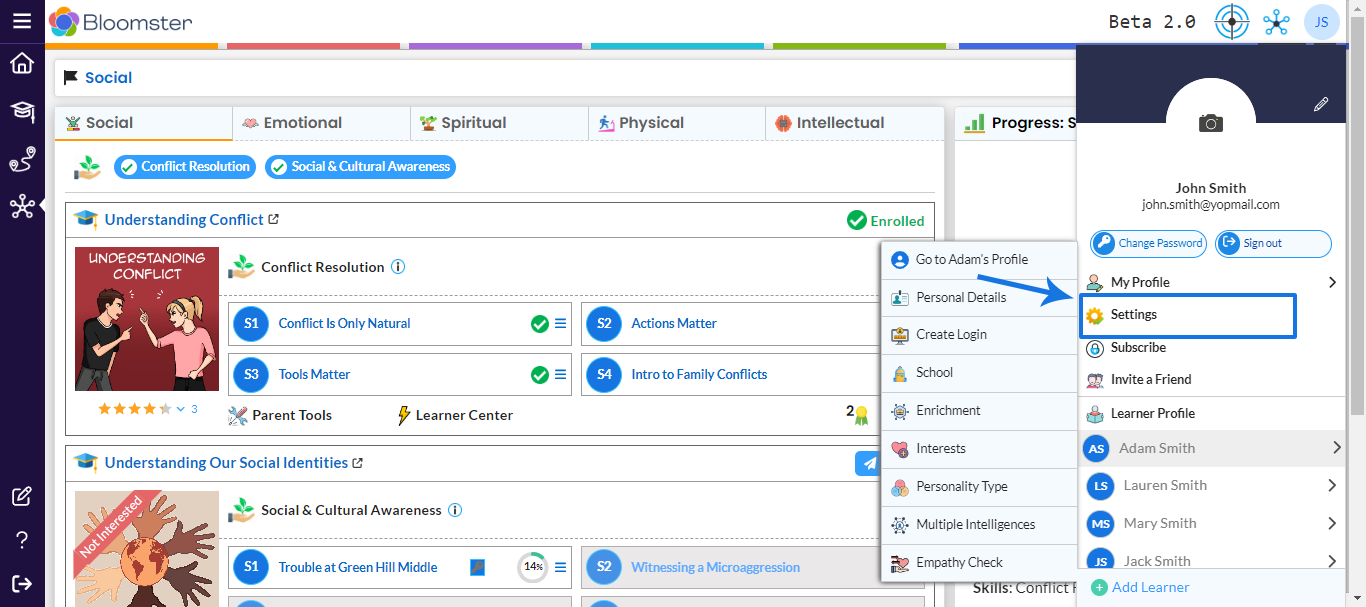 Bloomster
Beta 2.0
JS
Social
Social
Emotional
Spiritual
Physical
Intellectual
Progress: S
Conflict Resolution
Social & Cultural Awareness
Understanding Conflict
Enrolled
UNDERSTANDING
CONFLICT
Conflict Resolution
S1
Conflict Is Only Natural
S2
Actions Matter
S3
Tools Matter
S4
Intro to Family Conflicts
3
Parent Tools
Learner Center
2
Understanding Our Social Identities
Not Interested
Social & Cultural Awareness
S1
Trouble at Green Hill Middle
14%
S2
Witnessing a Microaggression
Go to Adam's Profile
Personal Details
Create Login
School
Enrichment
Interests
Personality Type
Multiple Intelligences
Empathy Check
Skills: Conflict R
John Smith
john.smith@yopmail.com
Change Password
Sign out
My Profile
Settings
Subscribe
Invite a Friend
Learner Profile
AS
Adam Smith
LS
Lauren Smith
MS
Mary Smith
JS
Jack Smith
Add Learner